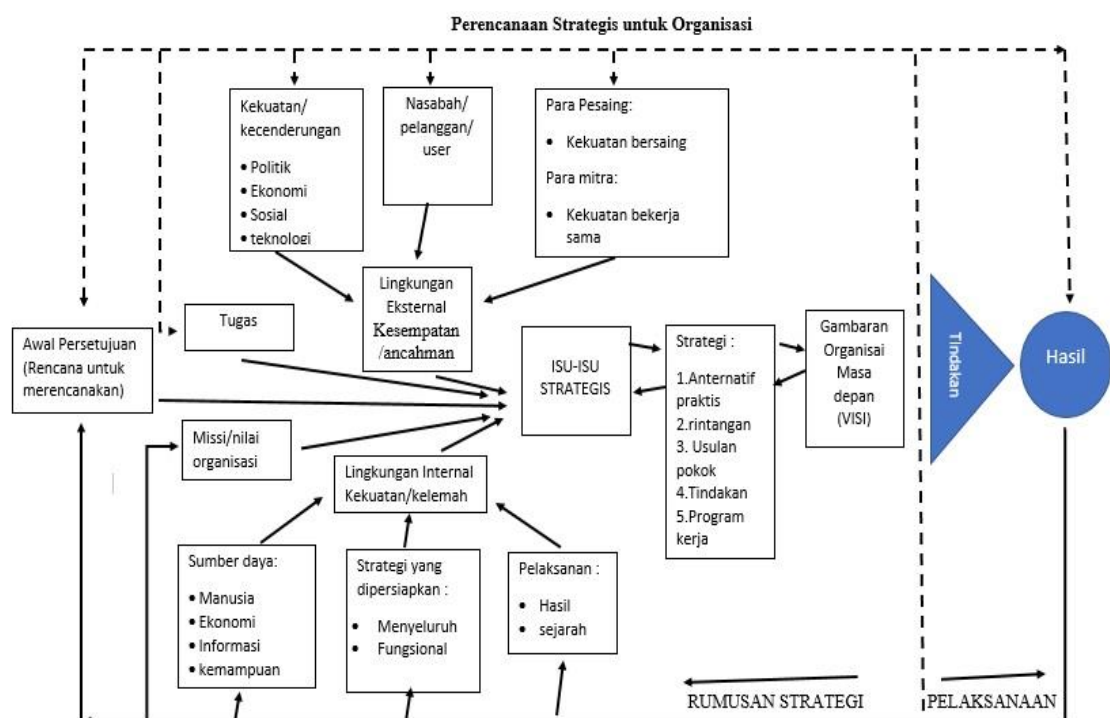 Perencanaan Strategis untuk Organisasi
Kekuatan/
kecenderungan
• Politik
• Ekonomi
• Sosial
• teknologi
Nasabah/
pelanggan/
user
Para Pesaing:
• Kekuatan bersaing
Para mitra:
• Kekuatan bekerja
sama
Lingkungan
Eksternal
Kesempatan
/ancahman
Tugas
Awal Persetujuan
(Rencana untuk
merencanakan)
Missi/nilai
organisasi
ISU-ISU
STRATEGIS
Strategi :
1.Anternatif
praktis
2.rintangan
3. Usulan
pokok
4.Tindakan
5.Program
kerja
Gambaran
Organisai
Masa
depan
(VISI)
Tindakan
Hasil
Lingkungan Internal
Kekuatan/kelemah
Sumber daya:
• Manusia
• Ekonomi
• Informasi
• kemampuan
Strategi yang
dipersiapkan :
• Menyeluruh
• Fungsional
Pelaksanan :
• Hasil
• sejarah
RUMUSAN STRATEGI
PELAKSANAAN